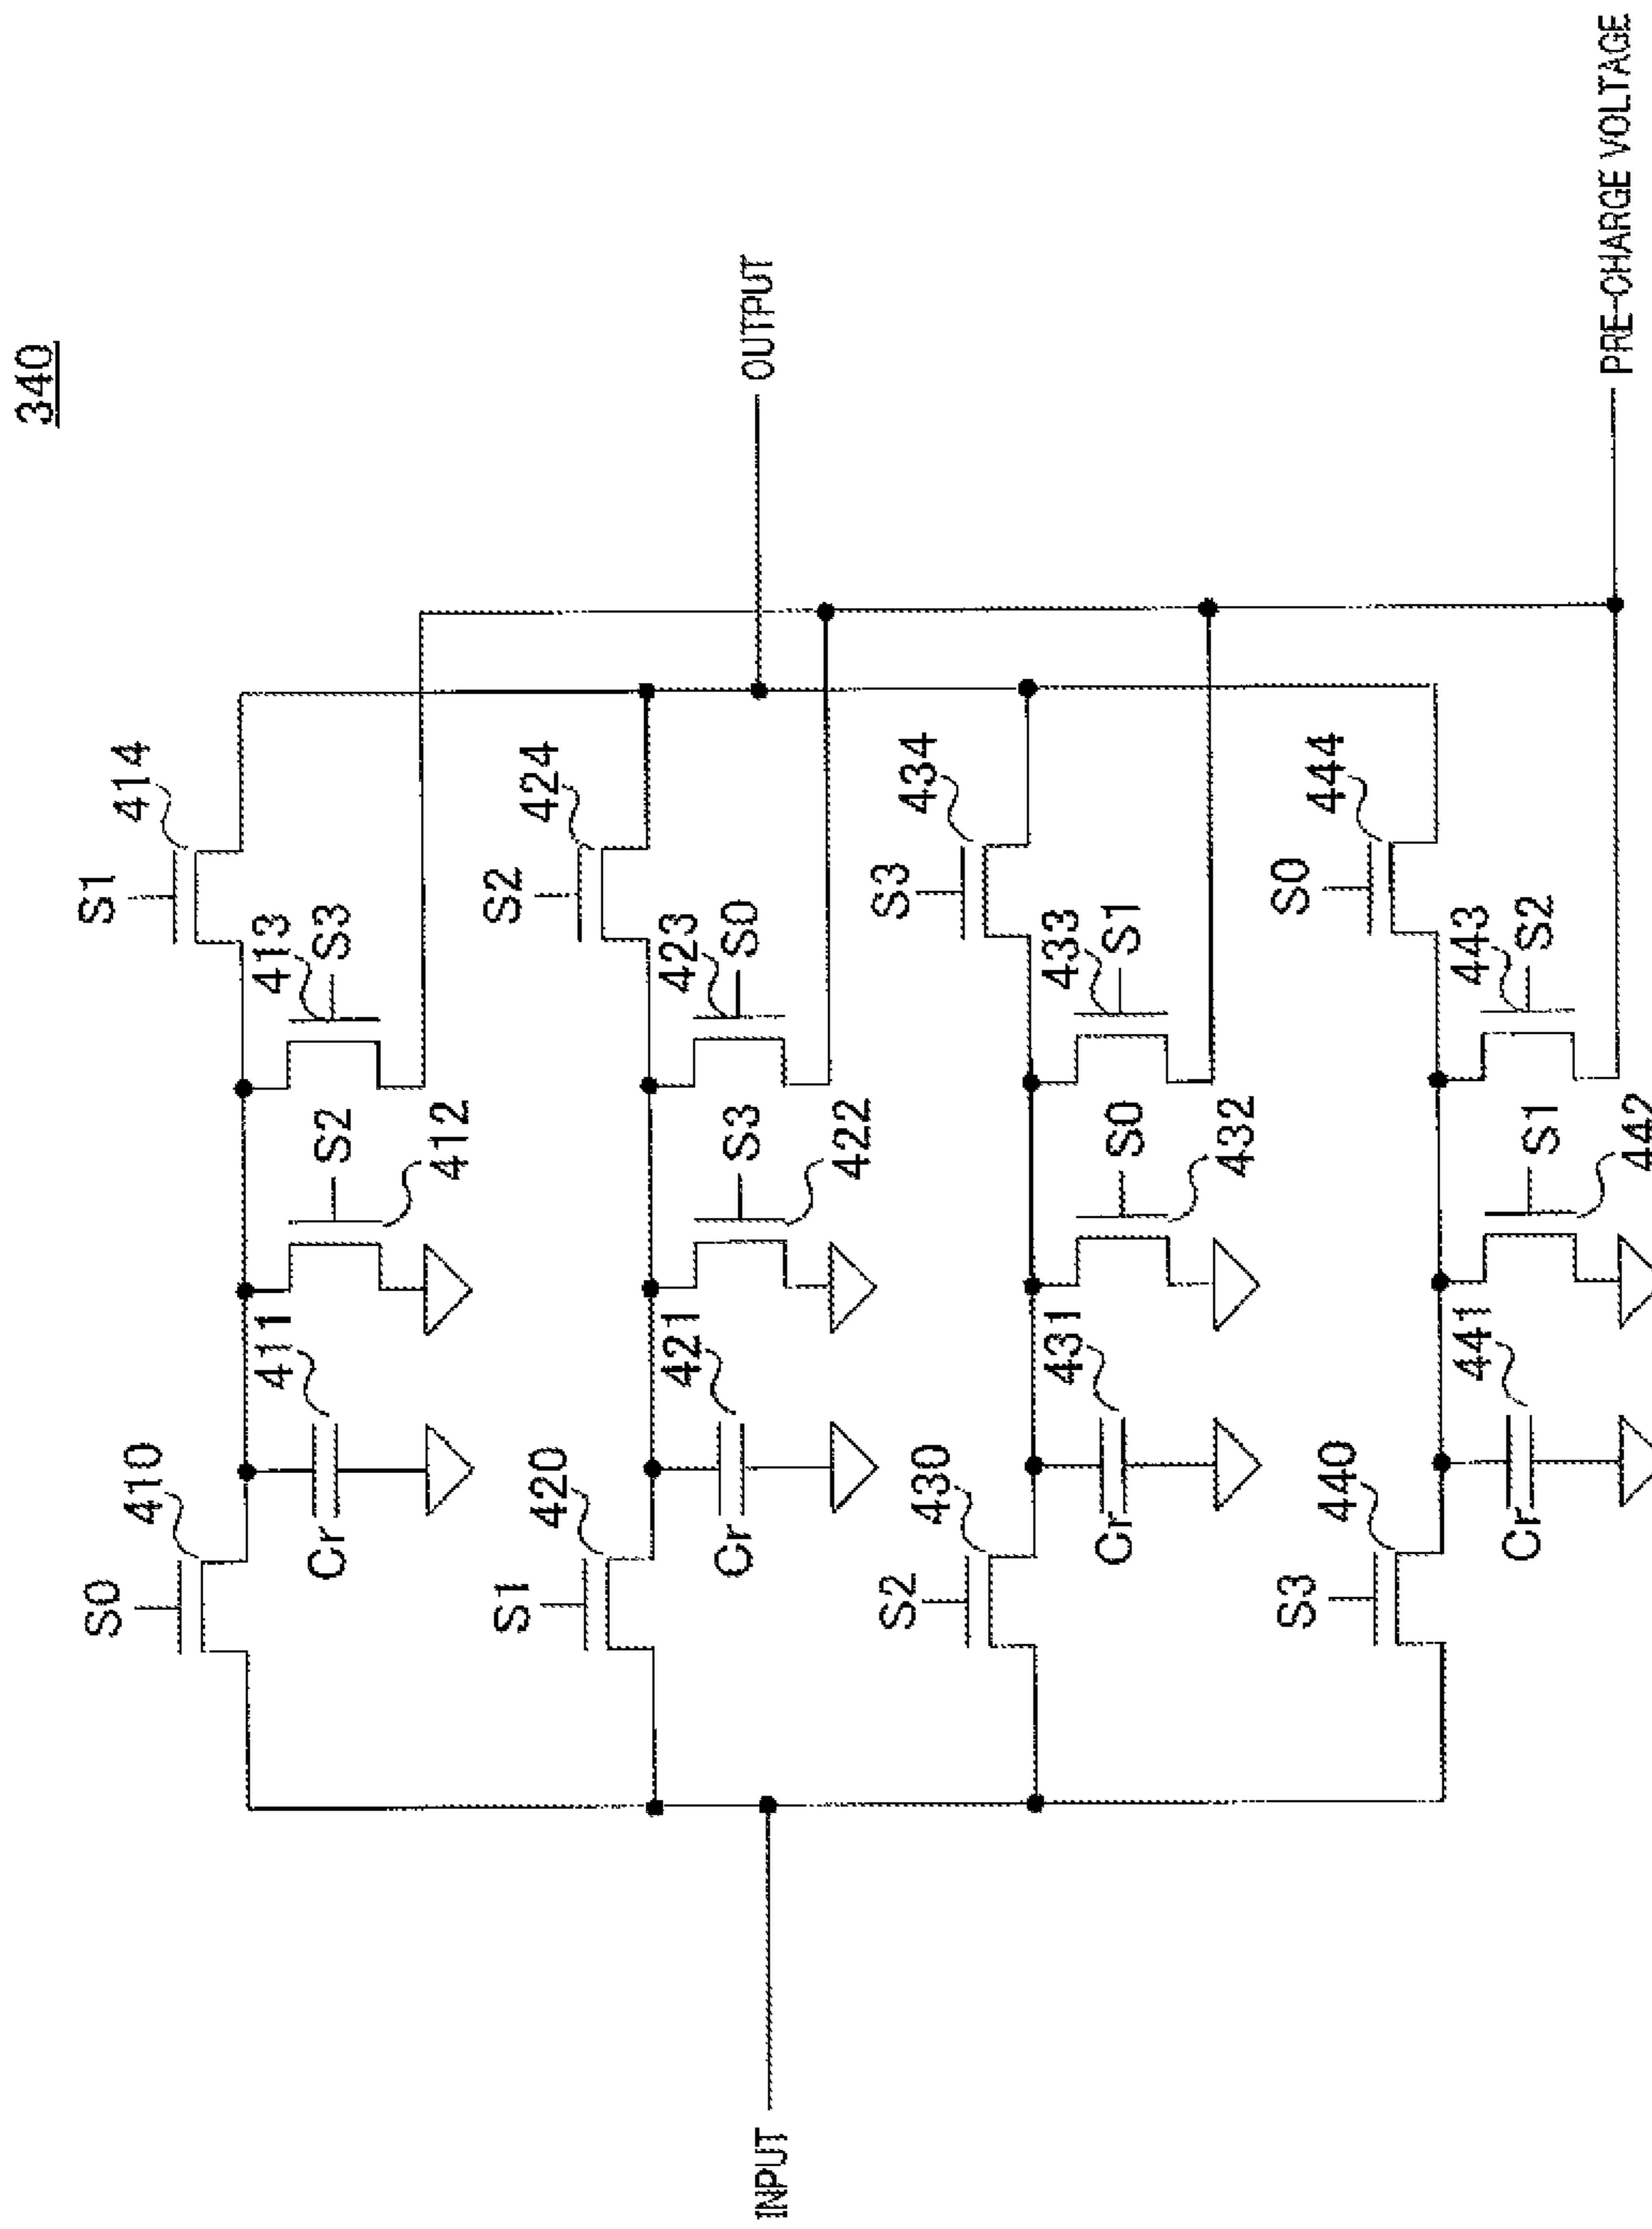 340
S1
414
S0
410
413
S3
S2
Cr
411
412
S2
424
S1
420
423
S0
S3
Cr
421
422
OUTPUT
INPUT
S3
434
S2
430
433
S1
S0
Cr
431
432
S0
444
S3
440
443
S2
S1
Cr
441
442
PRE-CHARGE VOLTAGE